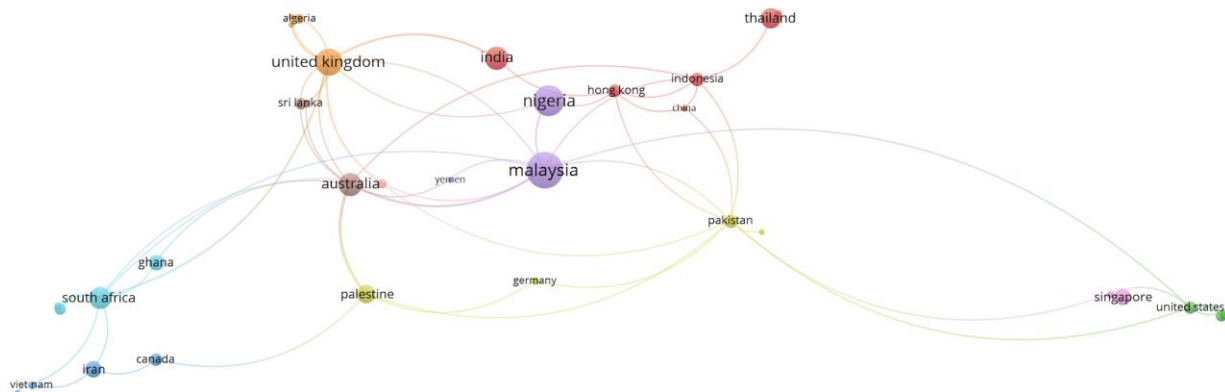 algeria
thailand
united kingdom
india
indonesia
hong kong
sri lanka
nigeria
china
malaysia
yemen
australia
pakistan
ghana
germany
south africa
palestine
singapore
united states
canada
iran
viet nam